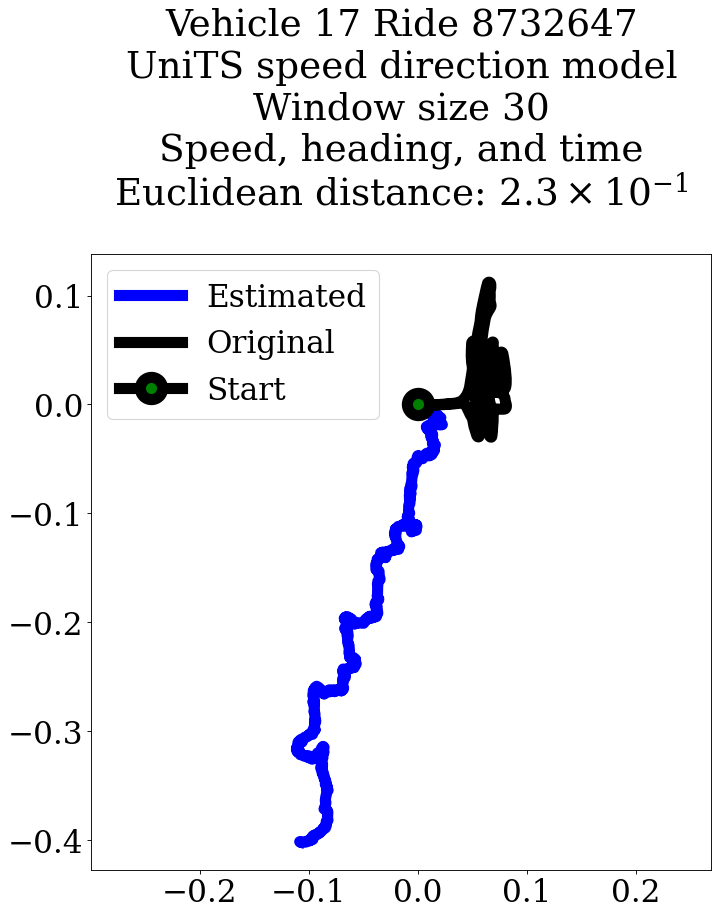 Vehicle 17 Ride 8732647
UniTS speed direction model
Window size 30
Speed, heading, and time
Euclidean distance: 2.3 × 10⁻¹
Estimated
Original
Start
0.1
0.0
−0.1
−0.2
−0.3
−0.4
−0.2 −0.1 0.0 0.1 0.2